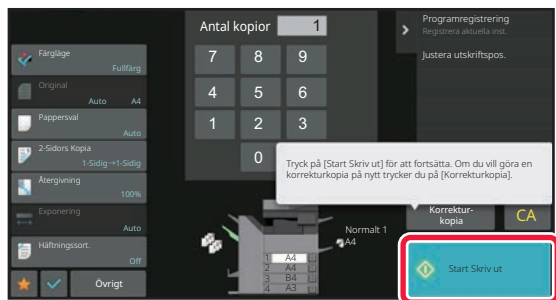 Antal kopior 1
Programregistrering
Registrera aktuella inst.
Justera utskriftspos.
Färgläge
Fullfärg
Original
Auto A4
Pappersval
Auto
2-Sidors Kopia
1-Sidig→1-Sidig
Återgivning
100%
Exponering
Auto
Häftningssort.
Off
Övrigt
7 8 9
4 5 6
1 2 3
0
Tryck på [Start Skriv ut] för att fortsätta. Om du vill göra en
korrekturkopia på nytt trycker du på [Korrekturkopia].
Normalt 1
A4
1 A4
2 A4
3 B4
4 A3
Korrektur-
kopia
CA
Start Skriv ut